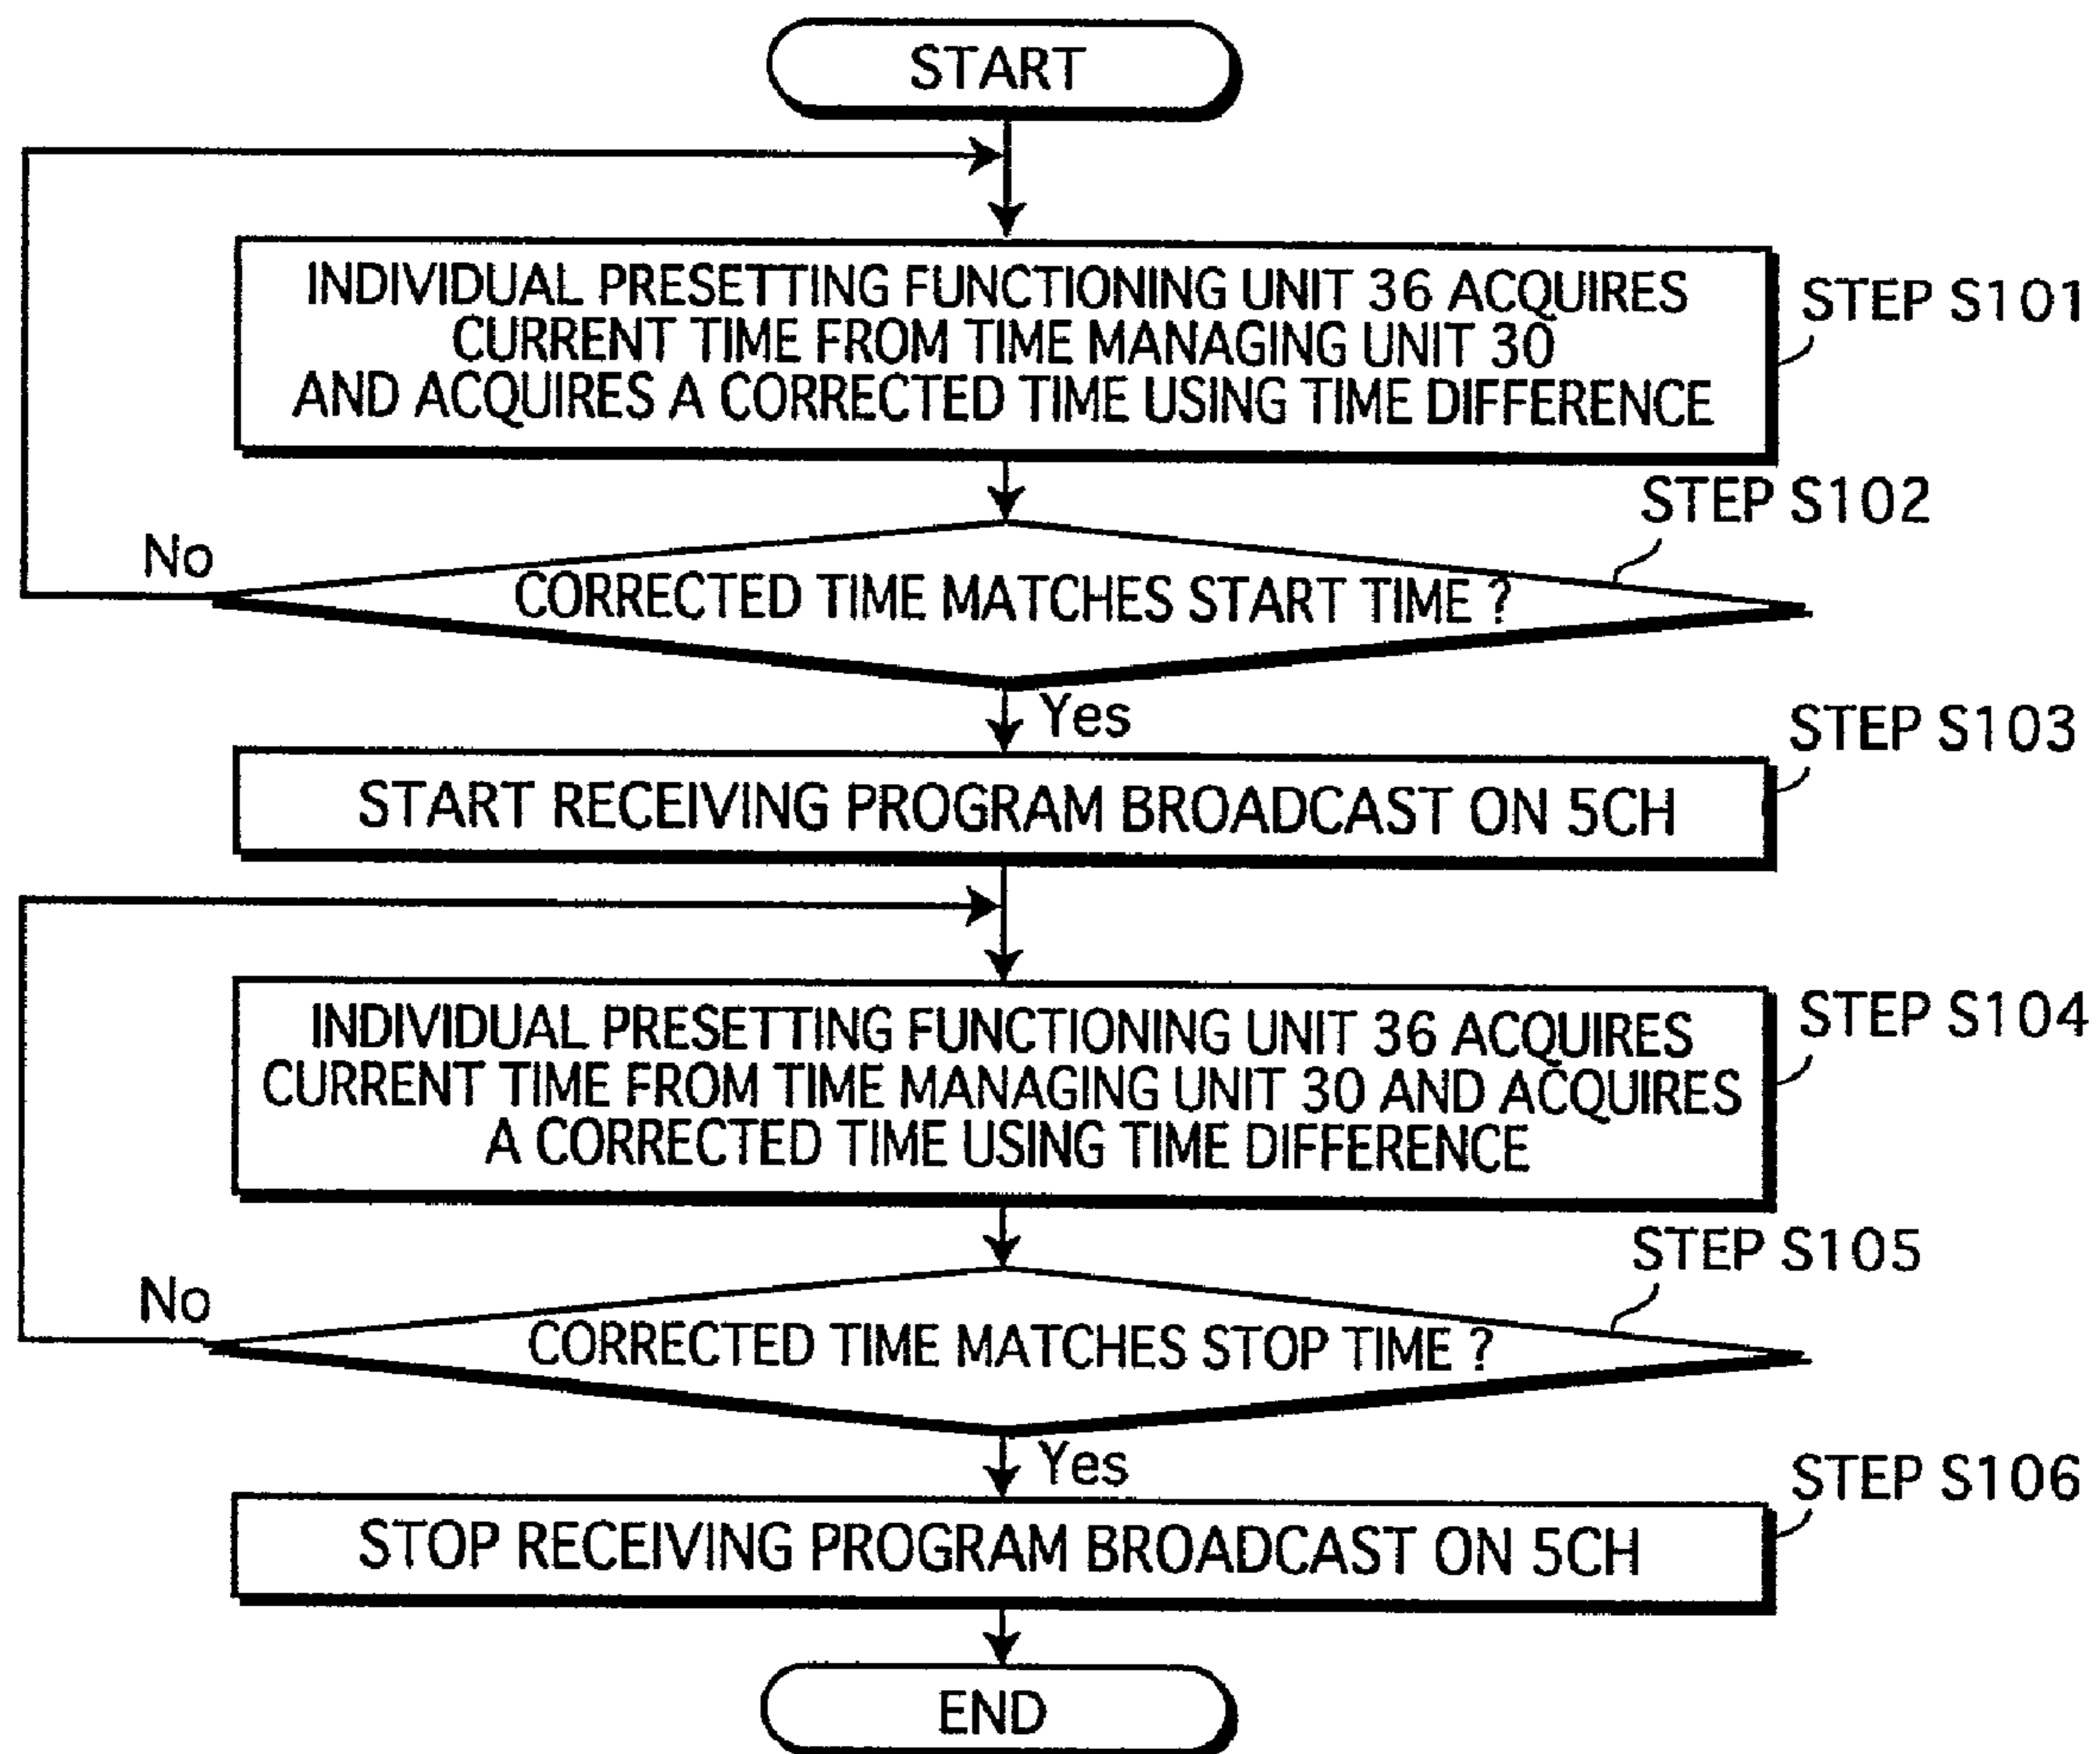 START
INDIVIDUAL PRESETTING FUNCTIONING UNIT 36 ACQUIRES
CURRENT TIME FROM TIME MANAGING UNIT 30
AND ACQUIRES A CORRECTED TIME USING TIME DIFFERENCE
STEP S101
STEP S102
No
CORRECTED TIME MATCHES START TIME ?
Yes
STEP S103
START RECEIVING PROGRAM BROADCAST ON 5CH
INDIVIDUAL PRESETTING FUNCTIONING UNIT 36 ACQUIRES
CURRENT TIME FROM TIME MANAGING UNIT 30 AND ACQUIRES
A CORRECTED TIME USING TIME DIFFERENCE
STEP S104
STEP S105
No
CORRECTED TIME MATCHES STOP TIME ?
Yes
STEP S106
STOP RECEIVING PROGRAM BROADCAST ON 5CH
END